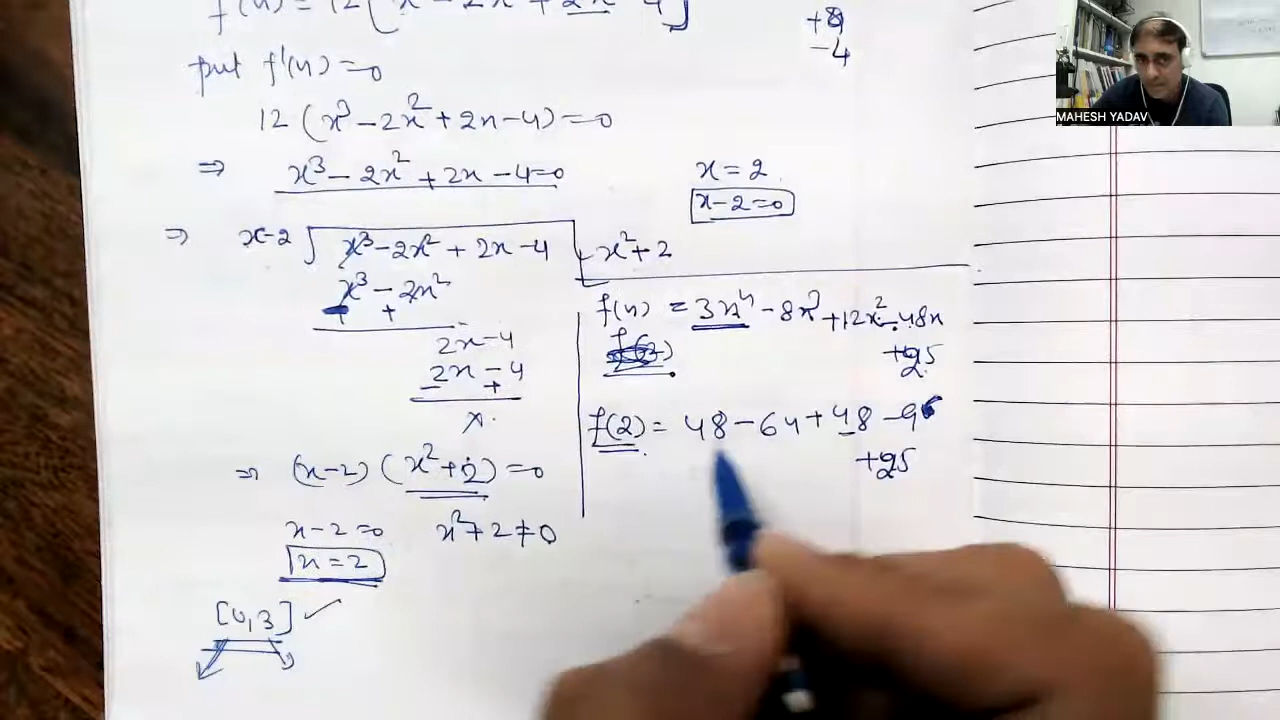 put f'(x) = 0
12 (x³ - 2x² + 2x - 4) = 0
⇒ x³ - 2x² + 2x - 4 = 0
x = 2
x - 2 = 0
⇒ x-2 ) x³ - 2x² + 2x - 4 ( x² + 2
x³ - 2x²
- +
2x - 4
2x - 4
- +
x
⇒ (x-2) (x² + 2) = 0
x - 2 = 0 x² + 2 ≠ 0
x = 2
[0, 3] ✓
f(x) = 3x⁴ - 8x³ + 12x² - 48x
+25
f(2) = 48 - 64 + 48 - 96
+25
+8
-4
MAHESH YADAV